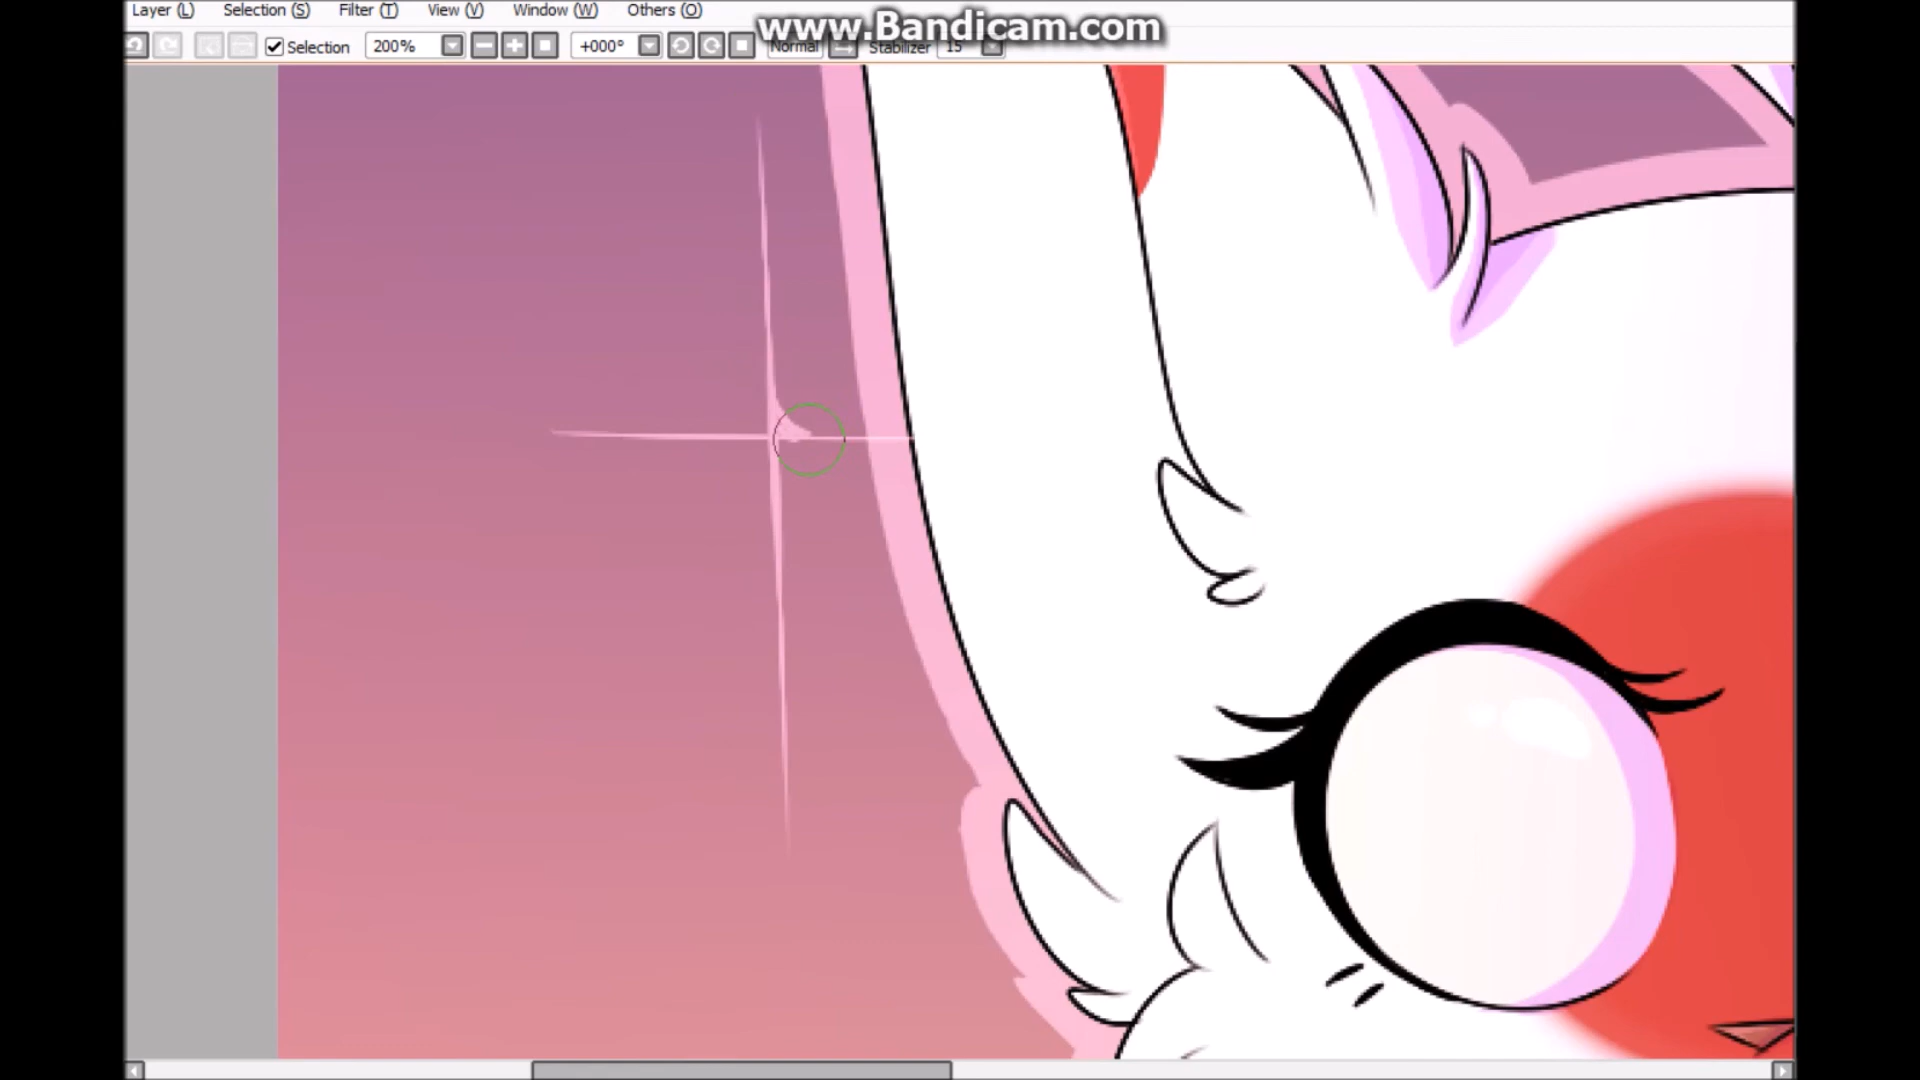 Layer (L) Selection (S) Filter (T) View (V) Window (W) Others (O)
www.Bandicam.com
Selection 200% +000° Normal Stabilizer 15